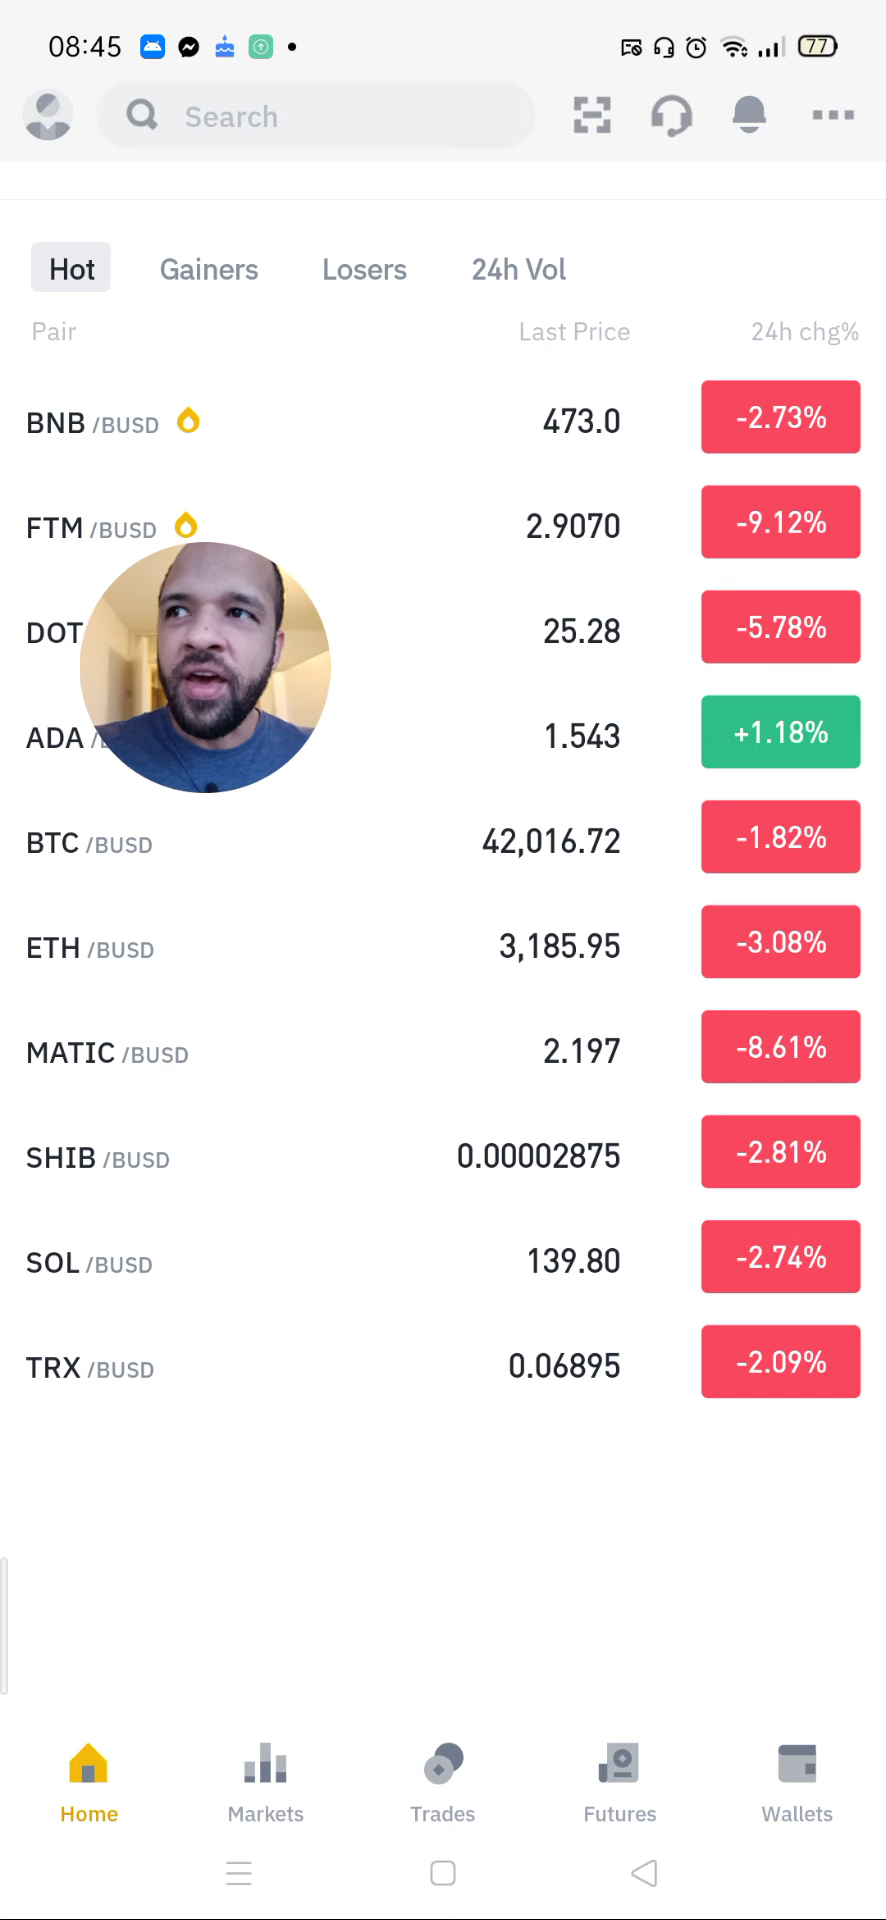 08:45 77
Search
Hot Gainers Losers 24h Vol
Pair Last Price 24h chg%
BNB /BUSD 473.0 -2.73%
FTM /BUSD 2.9070 -9.12%
DOT 25.28 -5.78%
ADA / 1.543 +1.18%
BTC /BUSD 42,016.72 -1.82%
ETH /BUSD 3,185.95 -3.08%
MATIC /BUSD 2.197 -8.61%
SHIB /BUSD 0.00002875 -2.81%
SOL /BUSD 139.80 -2.74%
TRX /BUSD 0.06895 -2.09%
Home Markets Trades Futures Wallets